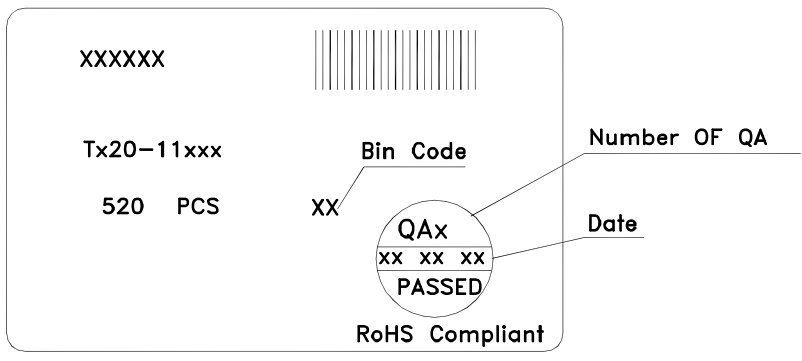 XXXXXX
Tx20-11xxx
Bin Code
Number OF QA
520 PCS
XX
Date
QAx
xx xx xx
PASSED
RoHS Compliant